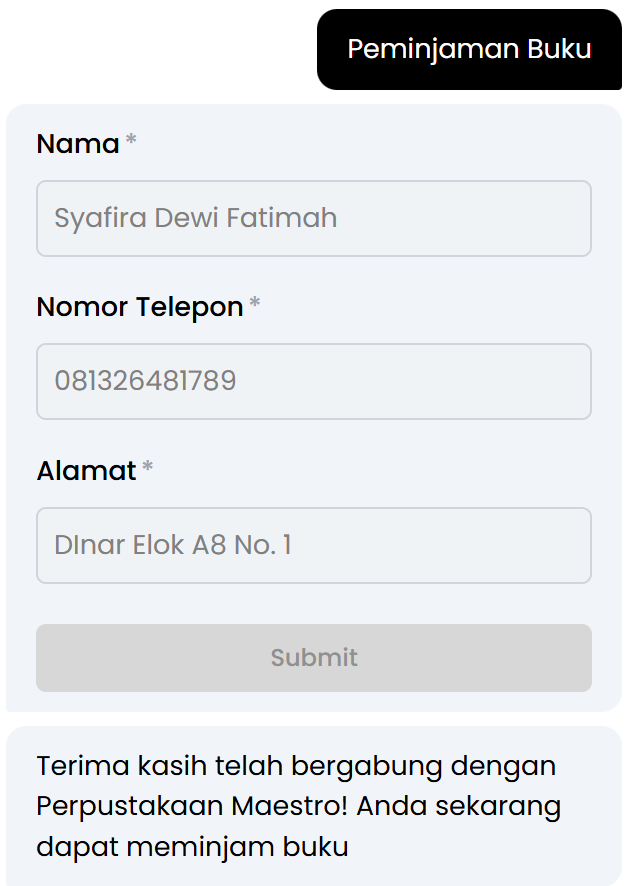 Peminjaman Buku
Nama *
Syafira Dewi Fatimah
Nomor Telepon *
081326481789
Alamat *
DInar Elok A8 No. 1
Submit
Terima kasih telah bergabung dengan
Perpustakaan Maestro! Anda sekarang
dapat meminjam buku